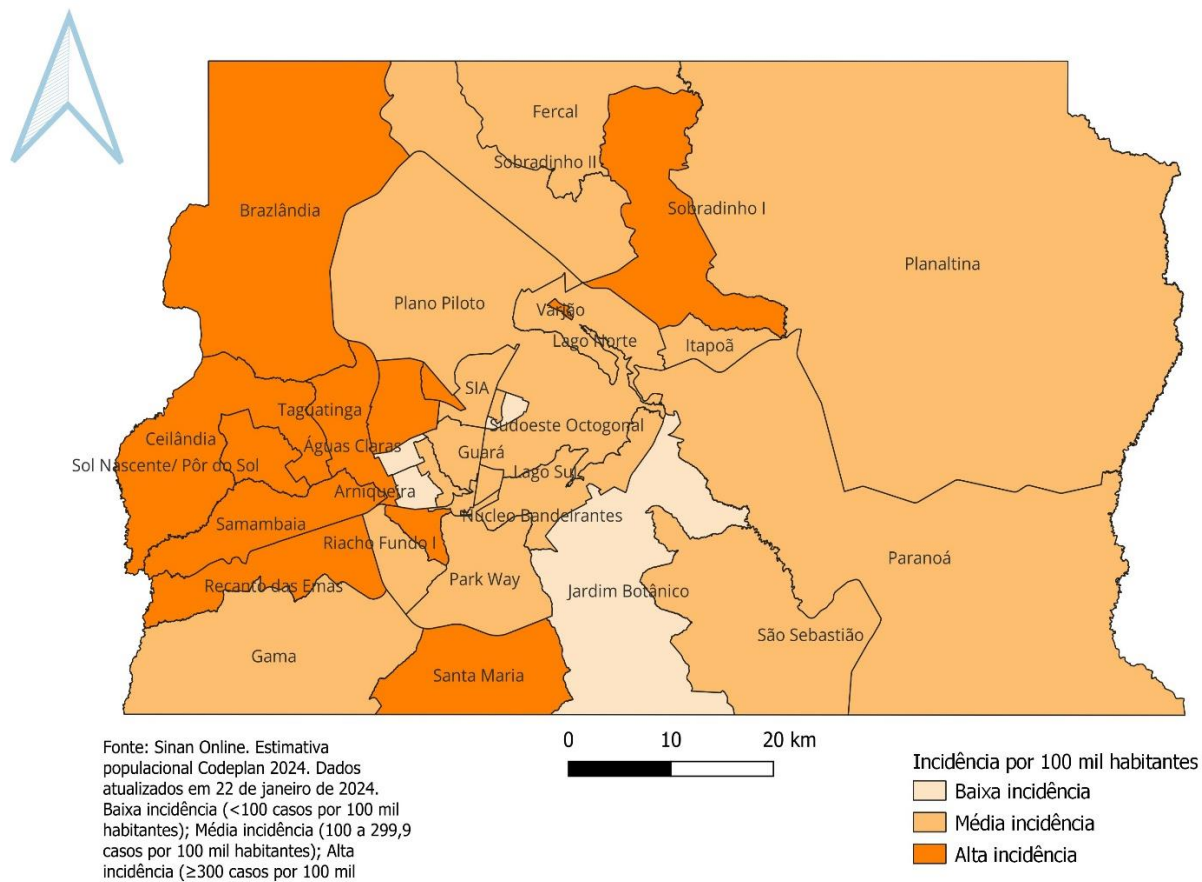 Fercal
Sobradinho II
Brazlândia
Sobradinho I
Planaltina
Plano Piloto
Varjão
Lago Norte
Itapoã
SIA
Taguatinga
Sudoeste Octogonal
Ceilândia
Águas Claras
Guará
Sol Nascente/ Pôr do Sol
Lago Sul
Arniqueira
Núcleo Bandeirantes
Samambaia
Riacho Fundo I
Paranoá
Park Way
Recanto das Emas
Jardim Botânico
São Sebastião
Gama
Santa Maria
Fonte: Sinan Online. Estimativa
populacional Codeplan 2024. Dados
atualizados em 22 de janeiro de 2024.
Baixa incidência (<100 casos por 100 mil
habitantes); Média incidência (100 a 299,9
casos por 100 mil habitantes); Alta
incidência (≥300 casos por 100 mil
0 10 20 km
Incidência por 100 mil habitantes
Baixa incidência
Média incidência
Alta incidência